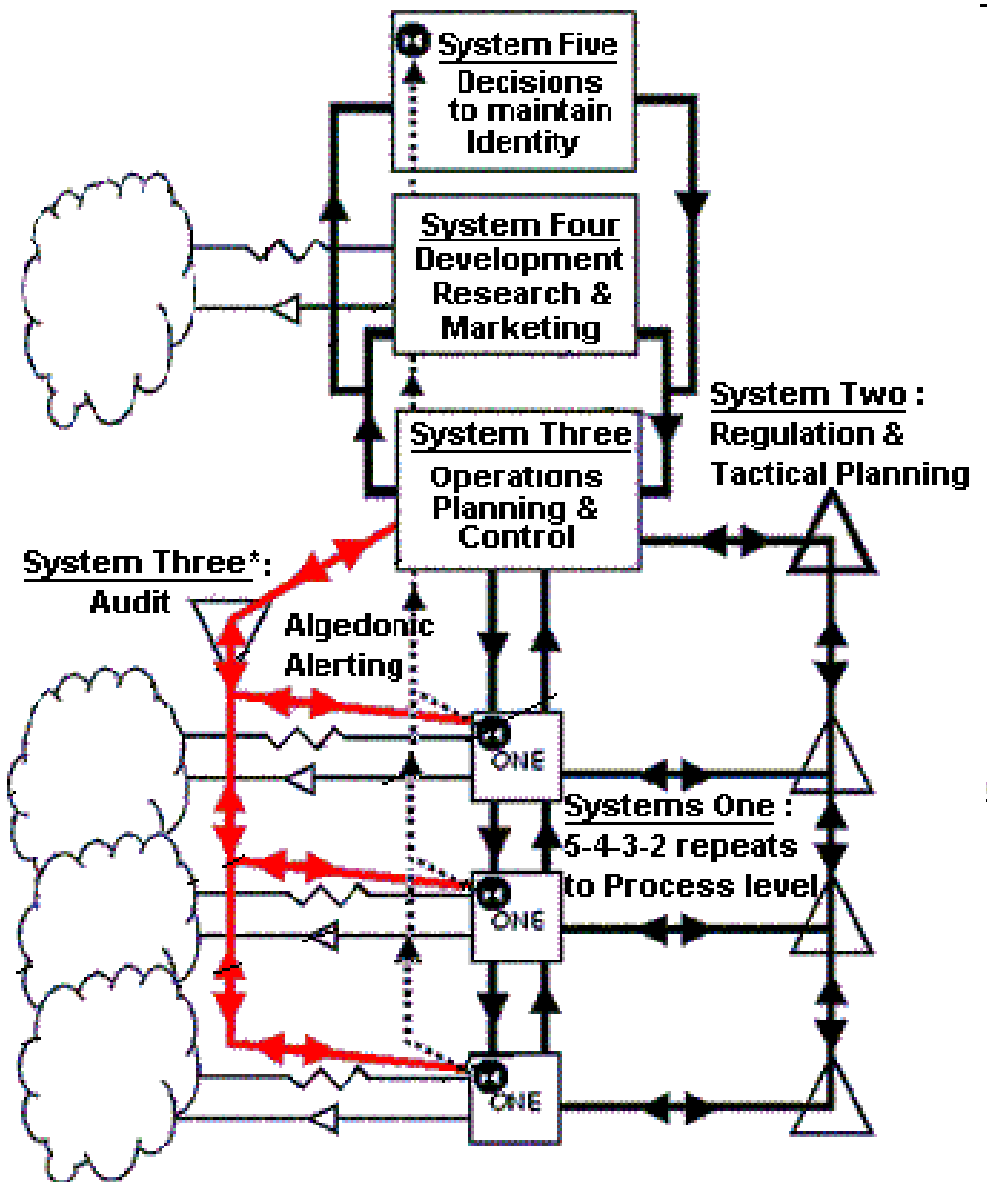 System Five
Decisions
to maintain
Identity
System Four
Development
Research &
Marketing
System Two :
Regulation &
Tactical Planning
System Three
Operations
Planning &
Control
System Three* :
Audit
Algedonic
Alerting
ONE
Systems One :
5-4-3-2 repeats
to Process level
ONE
ONE